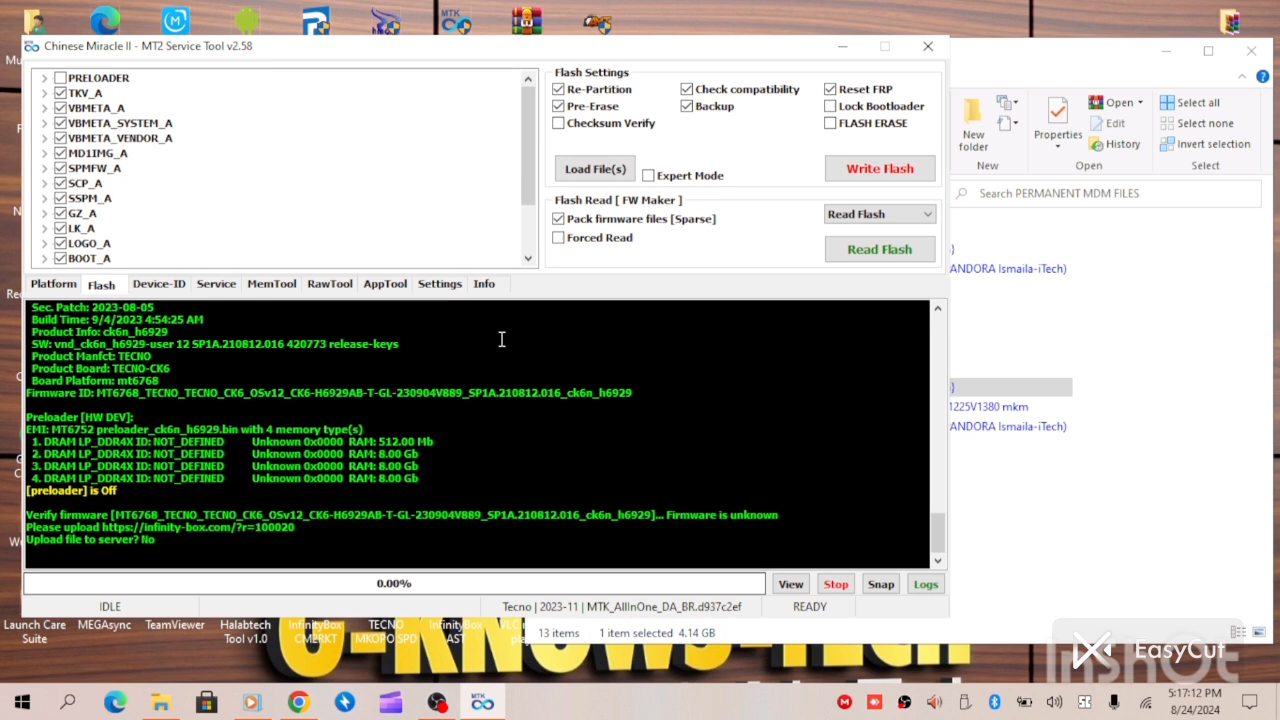 Chinese Miracle II - MT2 Service Tool v2.58
PRELOADER
TKV_A
VBMETA_A
VBMETA_SYSTEM_A
VBMETA_VENDOR_A
MD1IMG_A
SPMFW_A
SCP_A
SSPM_A
GZ_A
LK_A
LOGO_A
BOOT_A
Flash Settings
Re-Partition
Check compatibility
Reset FRP
Pre-Erase
Backup
Lock Bootloader
Checksum Verify
FLASH ERASE
Load File(s)
Expert Mode
Write Flash
Flash Read [ FW Maker ]
Pack firmware files [Sparse]
Read Flash
Forced Read
Read Flash
Platform Flash Device-ID Service MemTool RawTool AppTool Settings Info
Sec. Patch: 2023-08-05
Build Time: 9/4/2023 4:54:25 AM
Product Info: ck6n_h6929
SW: vnd_ck6n_h6929-user 12 SP1A.210812.016 420773 release-keys
Product Manfct: TECNO
Product Board: TECNO-CK6
Board Platform: mt6768
Firmware ID: MT6768_TECNO_TECNO_CK6_OSv12_CK6-H6929AB-T-GL-230904V889_SP1A.210812.016_ck6n_h6929
Preloader [HW DEV]:
EMI: MT6752 preloader_ck6n_h6929.bin with 4 memory type(s)
1. DRAM LP_DDR4X ID: NOT_DEFINED Unknown 0x0000 RAM: 512.00 Mb
2. DRAM LP_DDR4X ID: NOT_DEFINED Unknown 0x0000 RAM: 8.00 Gb
3. DRAM LP_DDR4X ID: NOT_DEFINED Unknown 0x0000 RAM: 8.00 Gb
4. DRAM LP_DDR4X ID: NOT_DEFINED Unknown 0x0000 RAM: 8.00 Gb
[preloader] is Off
Verify firmware [MT6768_TECNO_TECNO_CK6_OSv12_CK6-H6929AB-T-GL-230904V889_SP1A.210812.016_ck6n_h6929]... Firmware is unknown
Please upload https://infinity-box.com/?r=100020
Upload file to server? No
0.00%
View Stop Snap Logs
IDLE
Tecno | 2023-11 | MTK_AllInOne_DA_BR.d937c2ef
READY
New folder
Properties
Open
Edit
History
Select all
Select none
Invert selection
New
Open
Select
Search PERMANENT MDM FILES
ANDORA Ismaila-iTech)
1225V1380 mkm
ANDORA Ismaila-iTech)
13 items 1 item selected 4.14 GB
Launch Care Suite
MEGAsync
TeamViewer
Halabtech Tool v1.0
InfinityBox CM2RKT
TECNO MKOPO SPD
InfinityBox AST
EasyCut
InShot
5:17:12 PM
8/24/2024